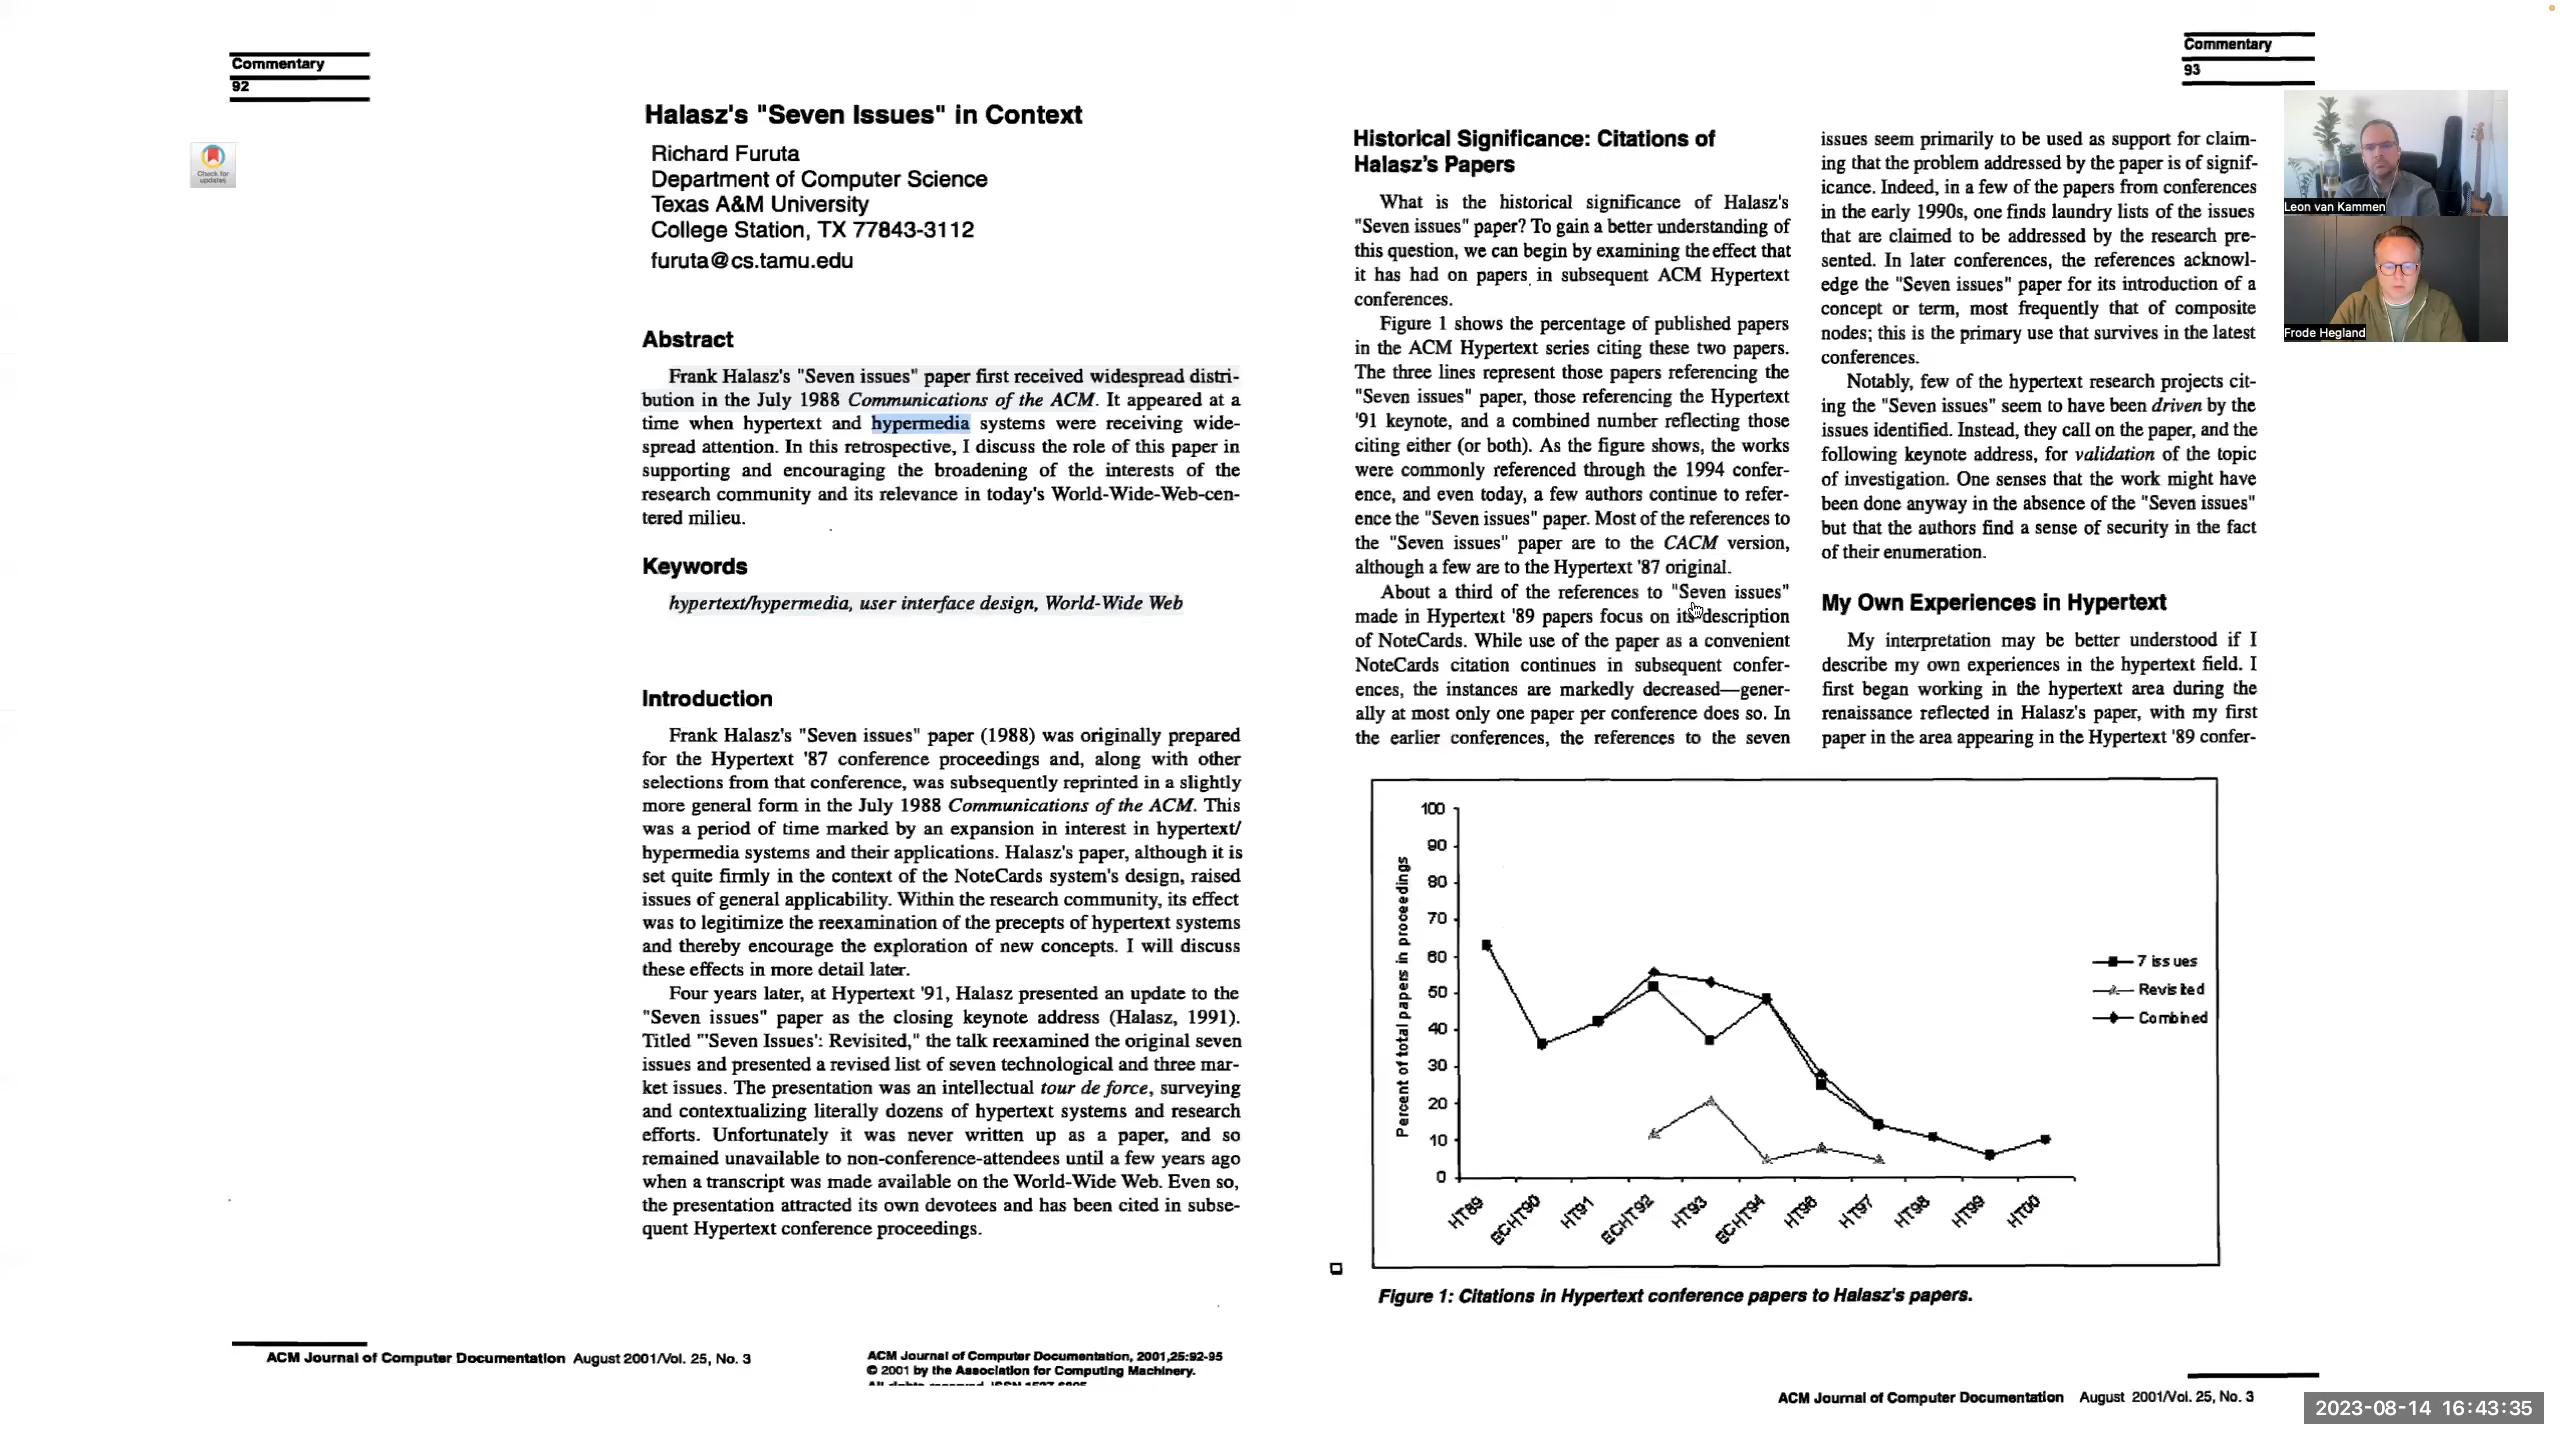 Commentary
92
Check for
updates
Halasz's "Seven Issues" in Context
Richard Furuta
Department of Computer Science
Texas A&M University
College Station, TX 77843-3112
furuta@cs.tamu.edu
Abstract
Frank Halasz's "Seven issues" paper first received widespread distri-
bution in the July 1988 Communications of the ACM. It appeared at a
time when hypertext and hypermedia systems were receiving wide-
spread attention. In this retrospective, I discuss the role of this paper in
supporting and encouraging the broadening of the interests of the
research community and its relevance in today's World-Wide-Web-cen-
tered milieu.
Keywords
hypertext/hypermedia, user interface design, World-Wide Web
Introduction
Frank Halasz's "Seven issues" paper (1988) was originally prepared
for the Hypertext '87 conference proceedings and, along with other
selections from that conference, was subsequently reprinted in a slightly
more general form in the July 1988 Communications of the ACM. This
was a period of time marked by an expansion in interest in hypertext/
hypermedia systems and their applications. Halasz's paper, although it is
set quite firmly in the context of the NoteCards system's design, raised
issues of general applicability. Within the research community, its effect
was to legitimize the reexamination of the precepts of hypertext systems
and thereby encourage the exploration of new concepts. I will discuss
these effects in more detail later.
Four years later, at Hypertext '91, Halasz presented an update to the
"Seven issues" paper as the closing keynote address (Halasz, 1991).
Titled "'Seven Issues': Revisited," the talk reexamined the original seven
issues and presented a revised list of seven technological and three mar-
ket issues. The presentation was an intellectual tour de force, surveying
and contextualizing literally dozens of hypertext systems and research
efforts. Unfortunately it was never written up as a paper, and so
remained unavailable to non-conference-attendees until a few years ago
when a transcript was made available on the World-Wide Web. Even so,
the presentation attracted its own devotees and has been cited in subse-
quent Hypertext conference proceedings.
ACM Journal of Computer Documentation August 2001/Vol. 25, No. 3
ACM Journal of Computer Documentation, 2001,25:92-95
© 2001 by the Association for Computing Machinery.
Commentary
93
Historical Significance: Citations of
Halasz's Papers
What is the historical significance of Halasz's
"Seven issues" paper? To gain a better understanding of
this question, we can begin by examining the effect that
it has had on papers in subsequent ACM Hypertext
conferences.
Figure 1 shows the percentage of published papers
in the ACM Hypertext series citing these two papers.
The three lines represent those papers referencing the
"Seven issues" paper, those referencing the Hypertext
'91 keynote, and a combined number reflecting those
citing either (or both). As the figure shows, the works
were commonly referenced through the 1994 confer-
ence, and even today, a few authors continue to refer-
ence the "Seven issues" paper. Most of the references to
the "Seven issues" paper are to the CACM version,
although a few are to the Hypertext '87 original.
About a third of the references to "Seven issues"
made in Hypertext '89 papers focus on its description
of NoteCards. While use of the paper as a convenient
NoteCards citation continues in subsequent confer-
ences, the instances are markedly decreased—gener-
ally at most only one paper per conference does so. In
the earlier conferences, the references to the seven
issues seem primarily to be used as support for claim-
ing that the problem addressed by the paper is of signif-
icance. Indeed, in a few of the papers from conferences
in the early 1990s, one finds laundry lists of the issues
that are claimed to be addressed by the research pre-
sented. In later conferences, the references acknowl-
edge the "Seven issues" paper for its introduction of a
concept or term, most frequently that of composite
nodes; this is the primary use that survives in the latest
conferences.
Notably, few of the hypertext research projects cit-
ing the "Seven issues" seem to have been driven by the
issues identified. Instead, they call on the paper, and the
following keynote address, for validation of the topic
of investigation. One senses that the work might have
been done anyway in the absence of the "Seven issues"
but that the authors find a sense of security in the fact
of their enumeration.
My Own Experiences in Hypertext
My interpretation may be better understood if I
describe my own experiences in the hypertext field. I
first began working in the hypertext area during the
renaissance reflected in Halasz's paper, with my first
paper in the area appearing in the Hypertext '89 confer-
Percent of total papers in proceedings
100
90
80
70
60
50
40
30
20
10
0
HT89
ECHT90
HT91
ECHT92
HT93
ECHT94
HT96
HT97
HT98
HT99
HT00
7 issues
Revisited
Combined
Figure 1: Citations in Hypertext conference papers to Halasz's papers.
ACM Journal of Computer Documentation August 2001/Vol. 25, No. 3
Leon van Kammen
Frode Hegland
2023-08-14 16:43:35